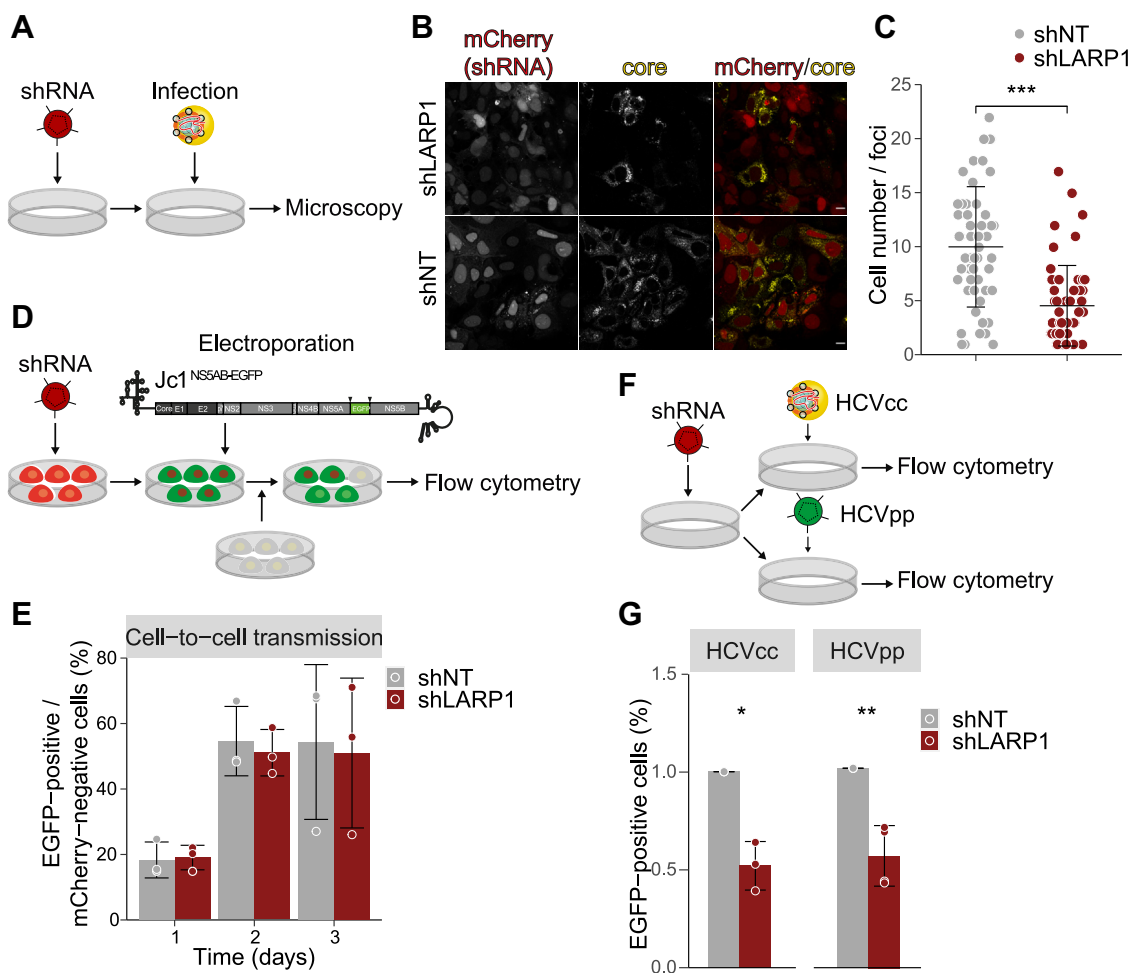 A
shRNA
Infection
Microscopy
B
mCherry
(shRNA)
core
mCherry/core
shLARP1
shNT
C
shNT
shLARP1
***
Cell number / foci
25
20
15
10
5
0
D
Electroporation
shRNA
Jc1 NS5AB-EGFP
Core E1 E2 NS2 NS3 NS4B NS5A EGFP NS5B
Flow cytometry
E
Cell-to-cell transmission
EGFP-positive /
mCherry-negative cells (%)
80
60
40
20
0
1 2 3
Time (days)
shNT
shLARP1
F
shRNA
HCVcc
Flow cytometry
HCVpp
Flow cytometry
G
HCVcc HCVpp
EGFP-positive cells (%)
1.5
1.0
0.5
0.0
* **
shNT
shLARP1